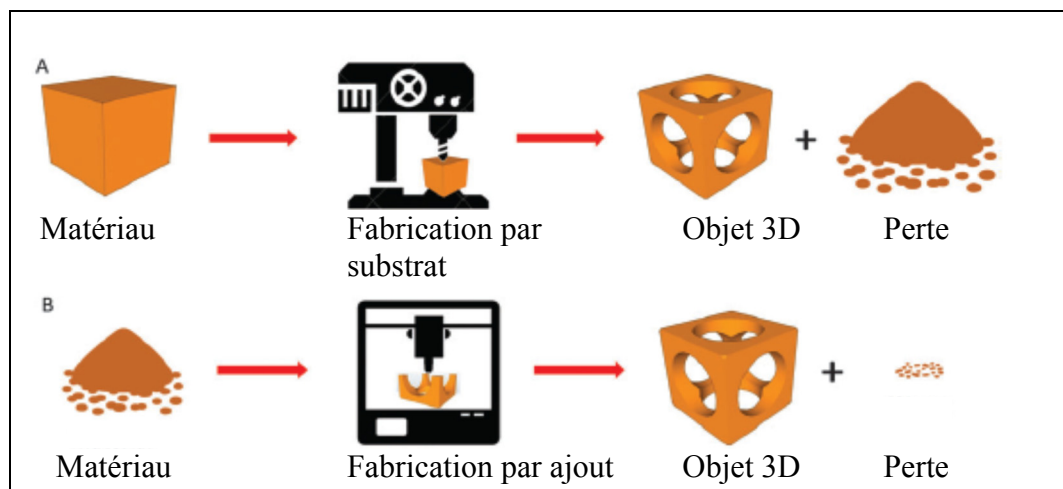 A
Matériau
Fabrication par
substrat
Objet 3D
+
Perte
B
Matériau
Fabrication par ajout
Objet 3D
+
Perte